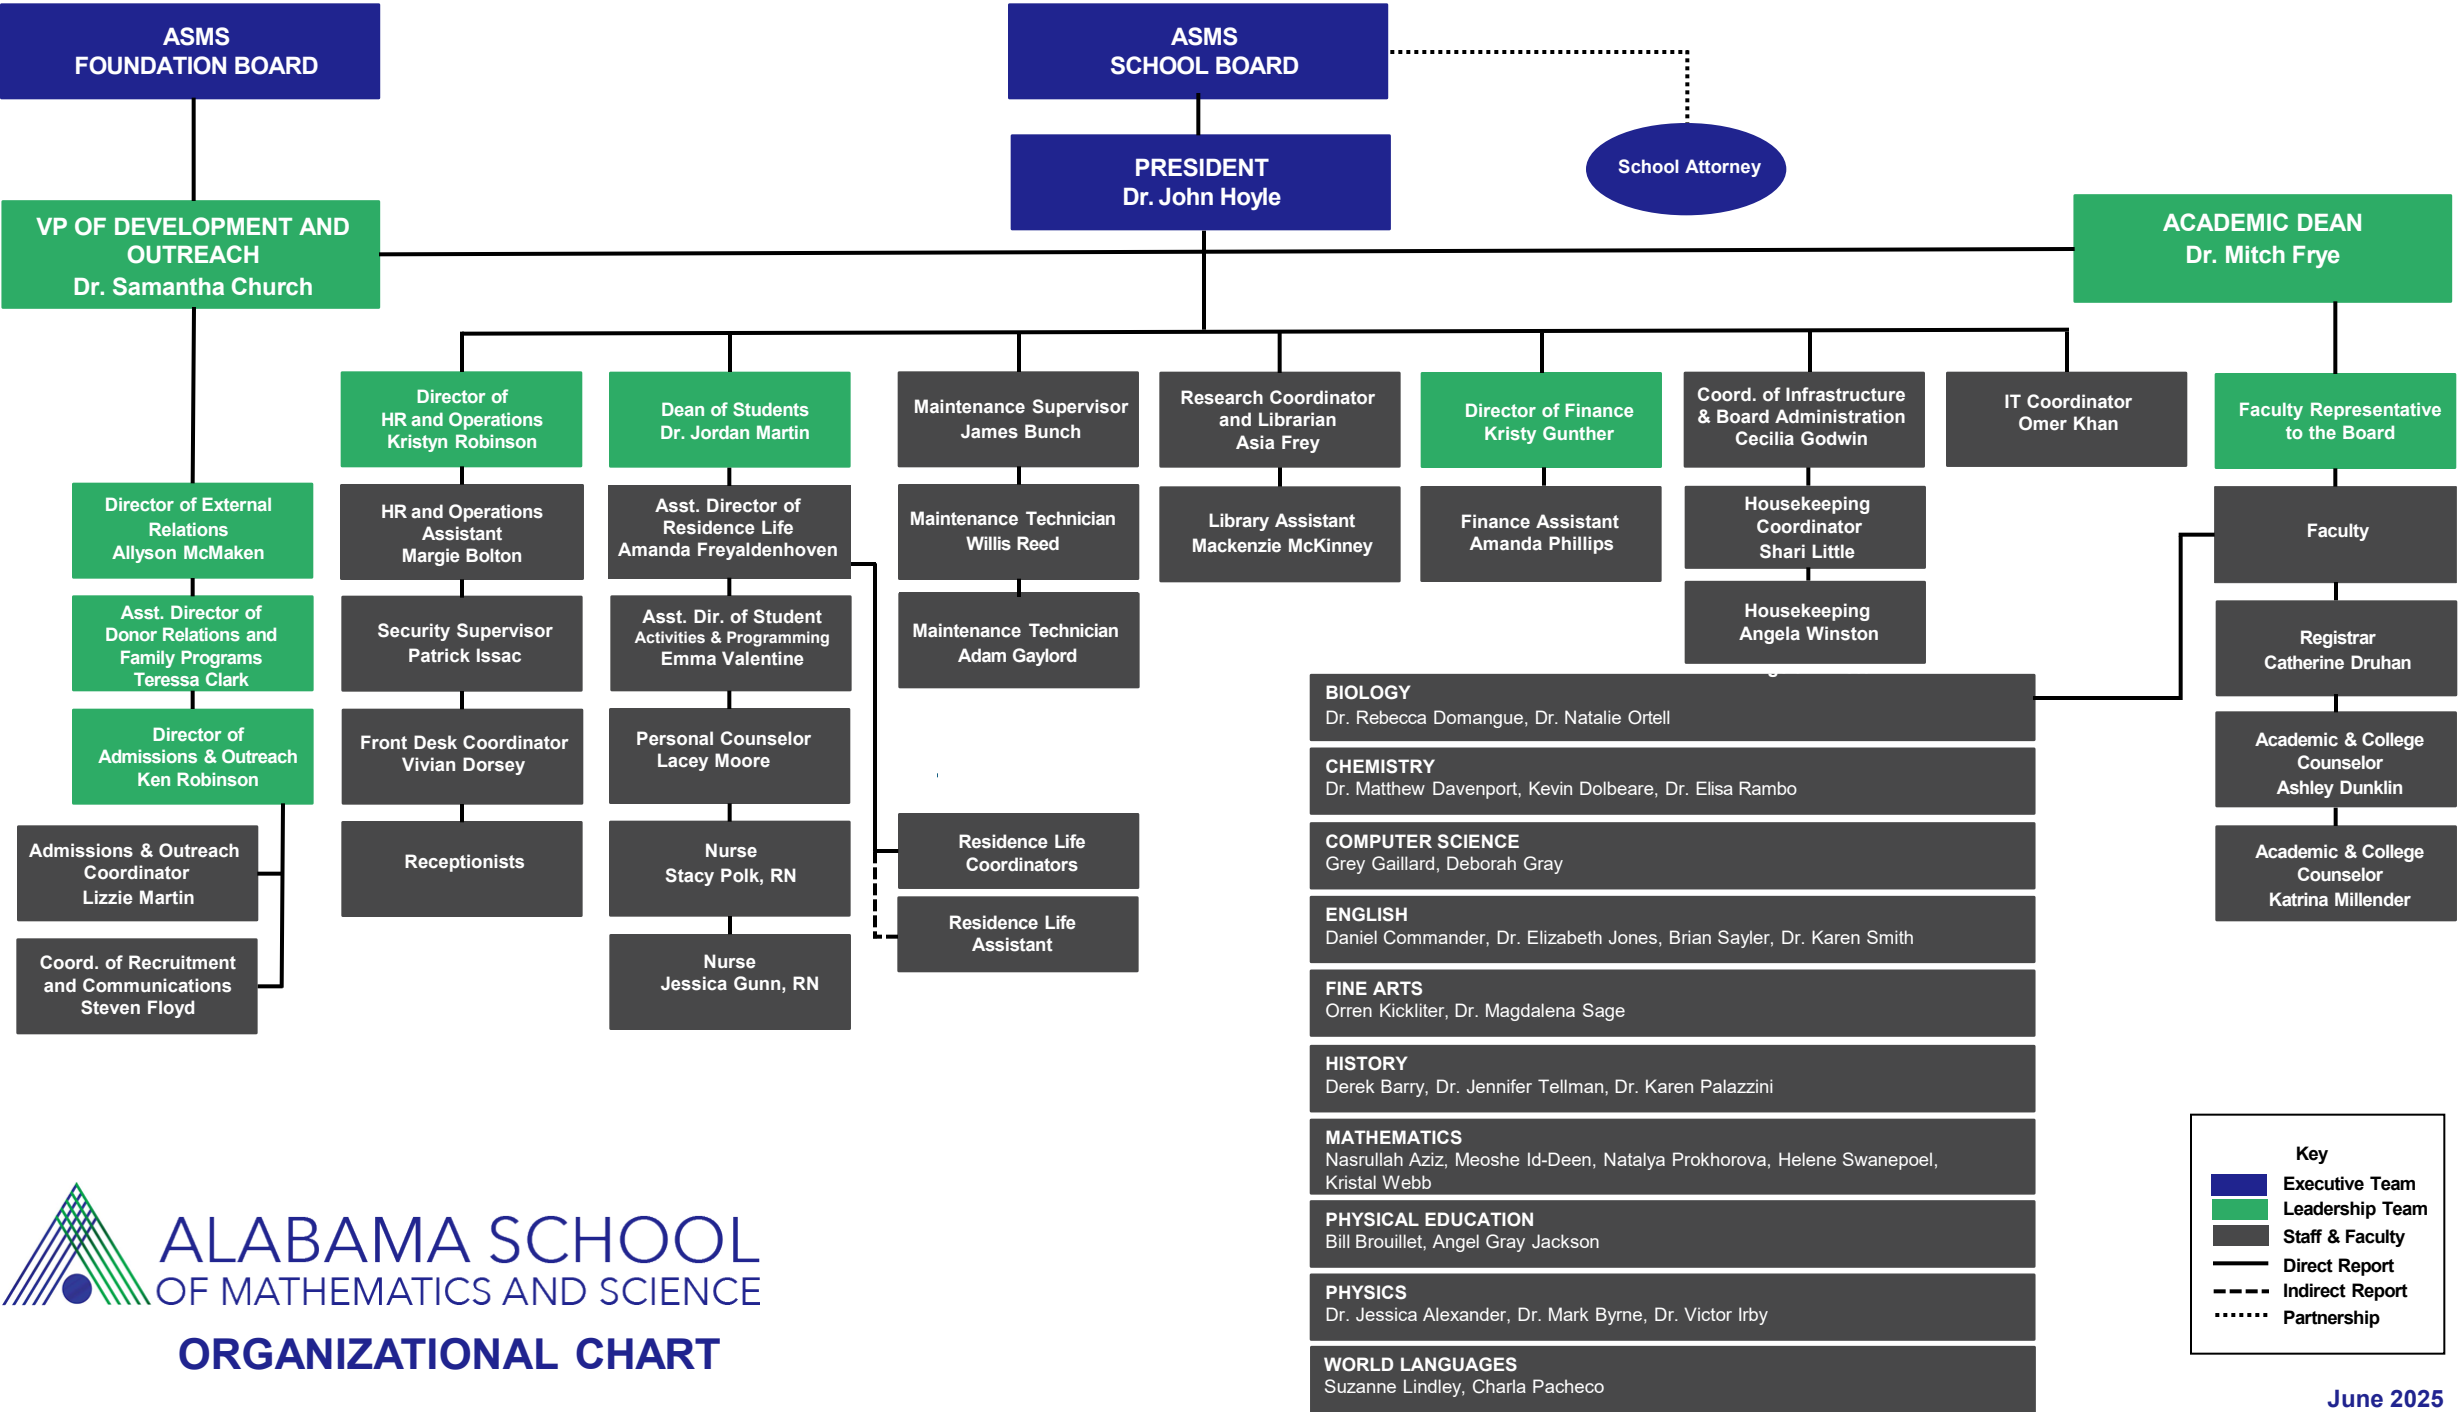 ASMS
FOUNDATION BOARD
ASMS
SCHOOL BOARD
PRESIDENT
Dr. John Hoyle
School Attorney
VP OF DEVELOPMENT AND
OUTREACH
Dr. Samantha Church
ACADEMIC DEAN
Dr. Mitch Frye
Director of External
Relations
Allyson McMaken
Asst. Director of
Donor Relations and
Family Programs
Teressa Clark
Director of
Admissions & Outreach
Ken Robinson
Admissions & Outreach
Coordinator
Lizzie Martin
Coord. of Recruitment
and Communications
Steven Floyd
Director of
HR and Operations
Kristyn Robinson
HR and Operations
Assistant
Margie Bolton
Security Supervisor
Patrick Issac
Front Desk Coordinator
Vivian Dorsey
Receptionists
Dean of Students
Dr. Jordan Martin
Asst. Director of
Residence Life
Amanda Freyaldenhoven
Asst. Dir. of Student
Activities & Programming
Emma Valentine
Personal Counselor
Lacey Moore
Nurse
Stacy Polk, RN
Nurse
Jessica Gunn, RN
Maintenance Supervisor
James Bunch
Maintenance Technician
Willis Reed
Maintenance Technician
Adam Gaylord
Residence Life
Coordinators
Residence Life
Assistant
Research Coordinator
and Librarian
Asia Frey
Library Assistant
Mackenzie McKinney
Director of Finance
Kristy Gunther
Finance Assistant
Amanda Phillips
Coord. of Infrastructure
& Board Administration
Cecilia Godwin
Housekeeping
Coordinator
Shari Little
Housekeeping
Angela Winston
IT Coordinator
Omer Khan
Faculty Representative
to the Board
Faculty
Registrar
Catherine Druhan
Academic & College
Counselor
Ashley Dunklin
Academic & College
Counselor
Katrina Millender
BIOLOGY
Dr. Rebecca Domangue, Dr. Natalie Ortell
CHEMISTRY
Dr. Matthew Davenport, Kevin Dolbeare, Dr. Elisa Rambo
COMPUTER SCIENCE
Grey Gaillard, Deborah Gray
ENGLISH
Daniel Commander, Dr. Elizabeth Jones, Brian Sayler, Dr. Karen Smith
FINE ARTS
Orren Kickliter, Dr. Magdalena Sage
HISTORY
Derek Barry, Dr. Jennifer Tellman, Dr. Karen Palazzini
MATHEMATICS
Nasrullah Aziz, Meoshe Id-Deen, Natalya Prokhorova, Helene Swanepoel,
Kristal Webb
PHYSICAL EDUCATION
Bill Brouillet, Angel Gray Jackson
PHYSICS
Dr. Jessica Alexander, Dr. Mark Byrne, Dr. Victor Irby
WORLD LANGUAGES
Suzanne Lindley, Charla Pacheco
ALABAMA SCHOOL
OF MATHEMATICS AND SCIENCE
ORGANIZATIONAL CHART
Key
Executive Team
Leadership Team
Staff & Faculty
Direct Report
Indirect Report
Partnership
June 2025